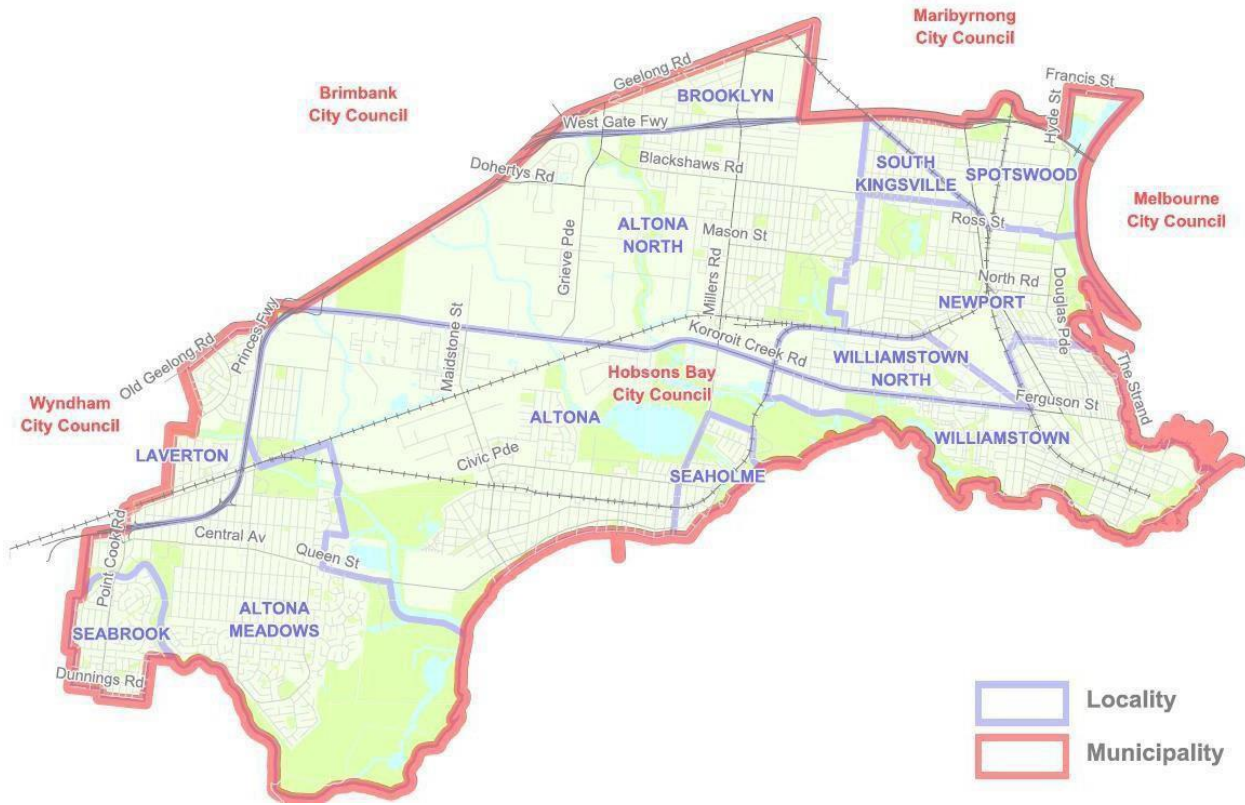 Maribyrnong
City Council
Francis St
Geelong Rd
Brimbank
City Council
BROOKLYN
Hyde St
West Gate Fwy
Blackshaws Rd
Dohertys Rd
SOUTH
KINGSVILLE
SPOTSWOOD
Melbourne
City Council
Ross St
ALTONA
NORTH
Mason St
Grieve Pde
Millers Rd
North Rd
Douglas Pde
NEWPORT
Princes Fwy
Maidstone St
Kororoit Creek Rd
Old Geelong Rd
WILLIAMSTOWN
NORTH
The Strand
Hobsons Bay
City Council
Wyndham
City Council
Ferguson St
ALTONA
WILLIAMSTOWN
LAVERTON
Civic Pde
SEAHOLME
Point Cook Rd
Central Av
Queen St
ALTONA
MEADOWS
SEABROOK
Dunnings Rd
Locality
Municipality